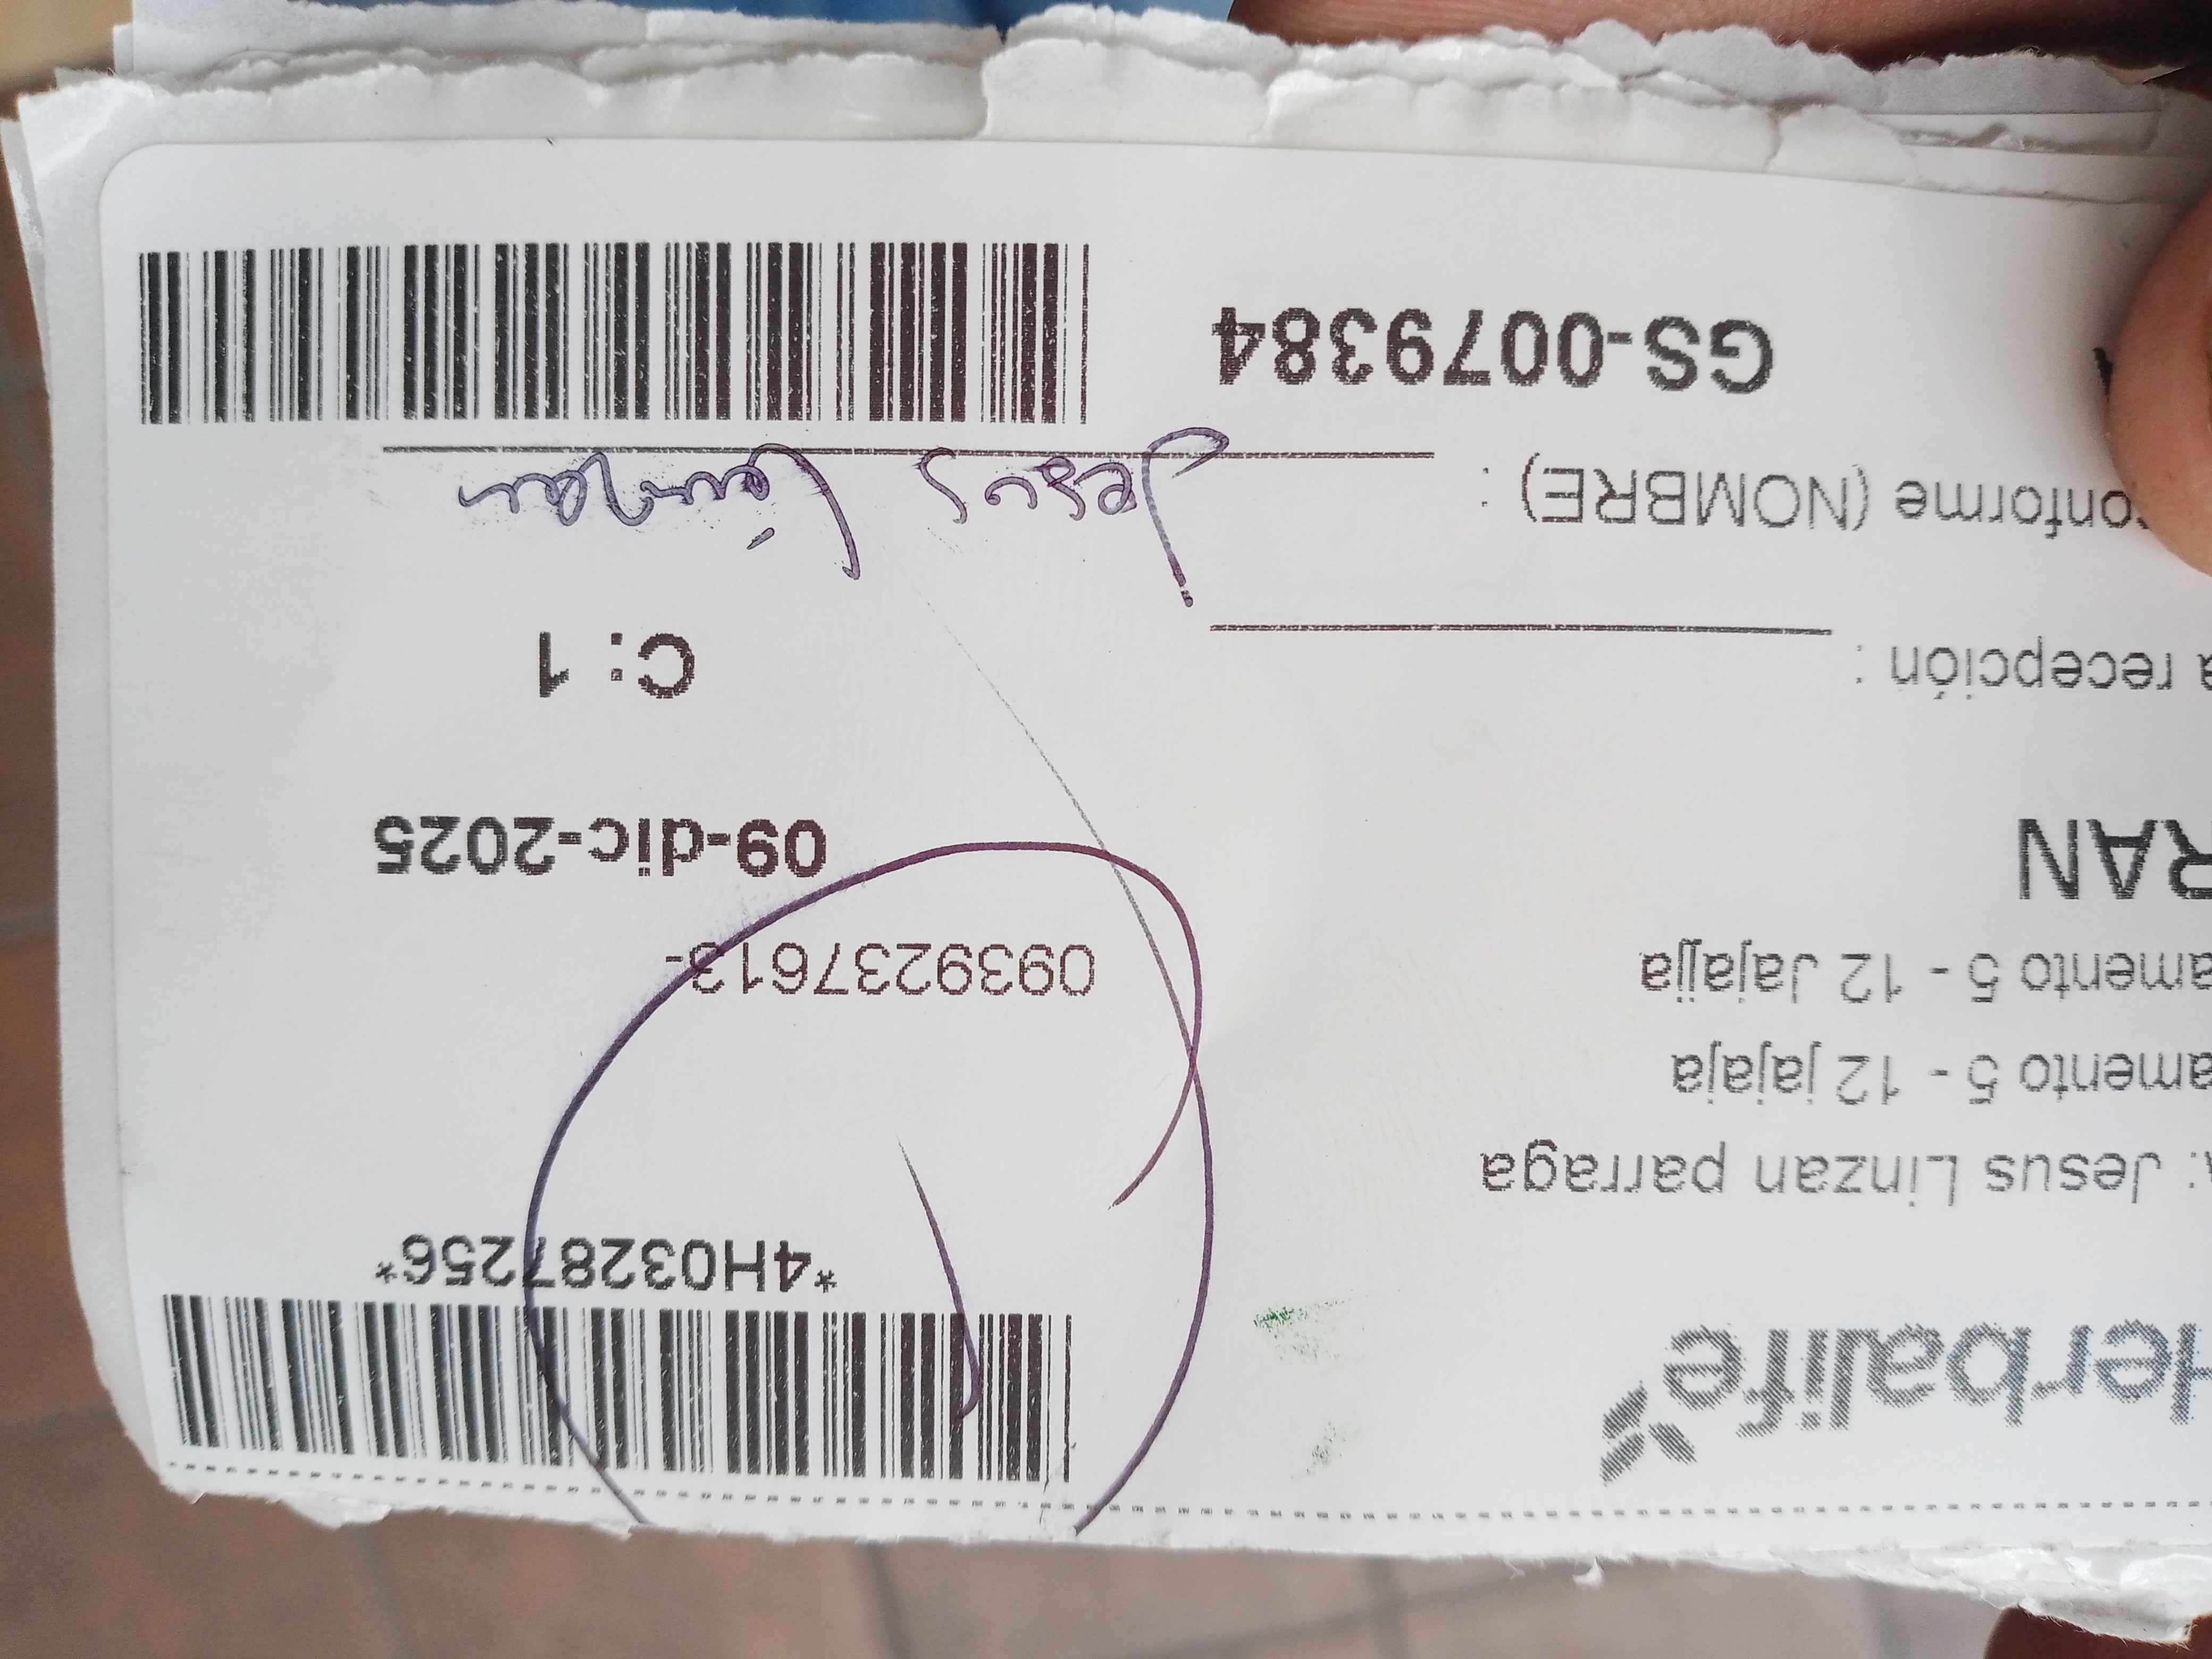 Herbalife
*4H03287256*
: Jesus Linzan parraga
amento 5 - 12 jajaja
0939237613-
amento 5 - 12 Jajajja
RAN
09-dic-2025
C: 1
a recepción :
onforme (NOMBRE) : Jesus Linzan
GS-0079384